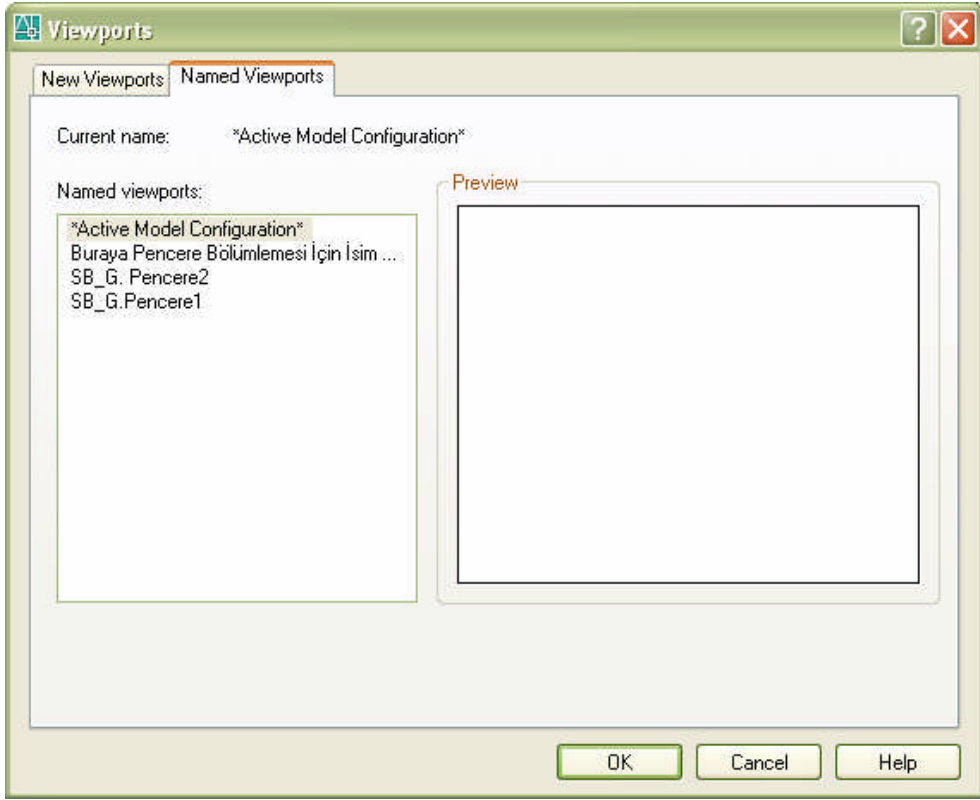 Viewports
New Viewports
Named Viewports
Current name: *Active Model Configuration*
Named viewports:
*Active Model Configuration*
Buraya Pencere Bölümlemesi İçin İsim ...
SB_G. Pencere2
SB_G.Pencere1
Preview
OK
Cancel
Help